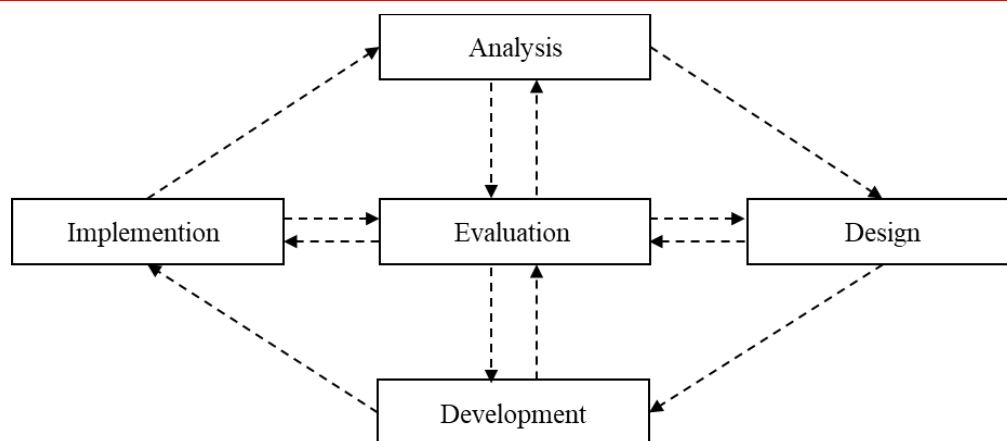 Analysis
Implemention
Evaluation
Design
Development